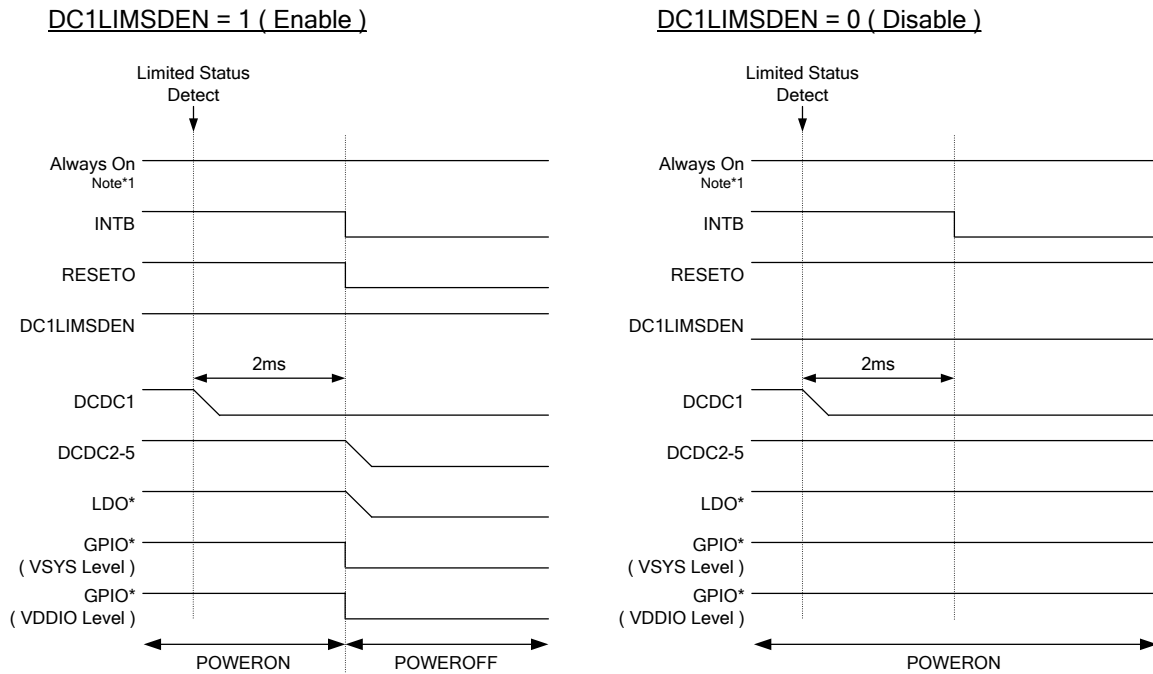 DC1LIMSDEN = 1 ( Enable )
Limited Status
Detect
Always On
Note*1
INTB
RESETO
DC1LIMSDEN
2ms
DCDC1
DCDC2-5
LDO*
GPIO*
( VSYS Level )
GPIO*
( VDDIO Level )
POWERON
POWEROFF
DC1LIMSDEN = 0 ( Disable )
Limited Status
Detect
Always On
Note*1
INTB
RESETO
DC1LIMSDEN
2ms
DCDC1
DCDC2-5
LDO*
GPIO*
( VSYS Level )
GPIO*
( VDDIO Level )
POWERON